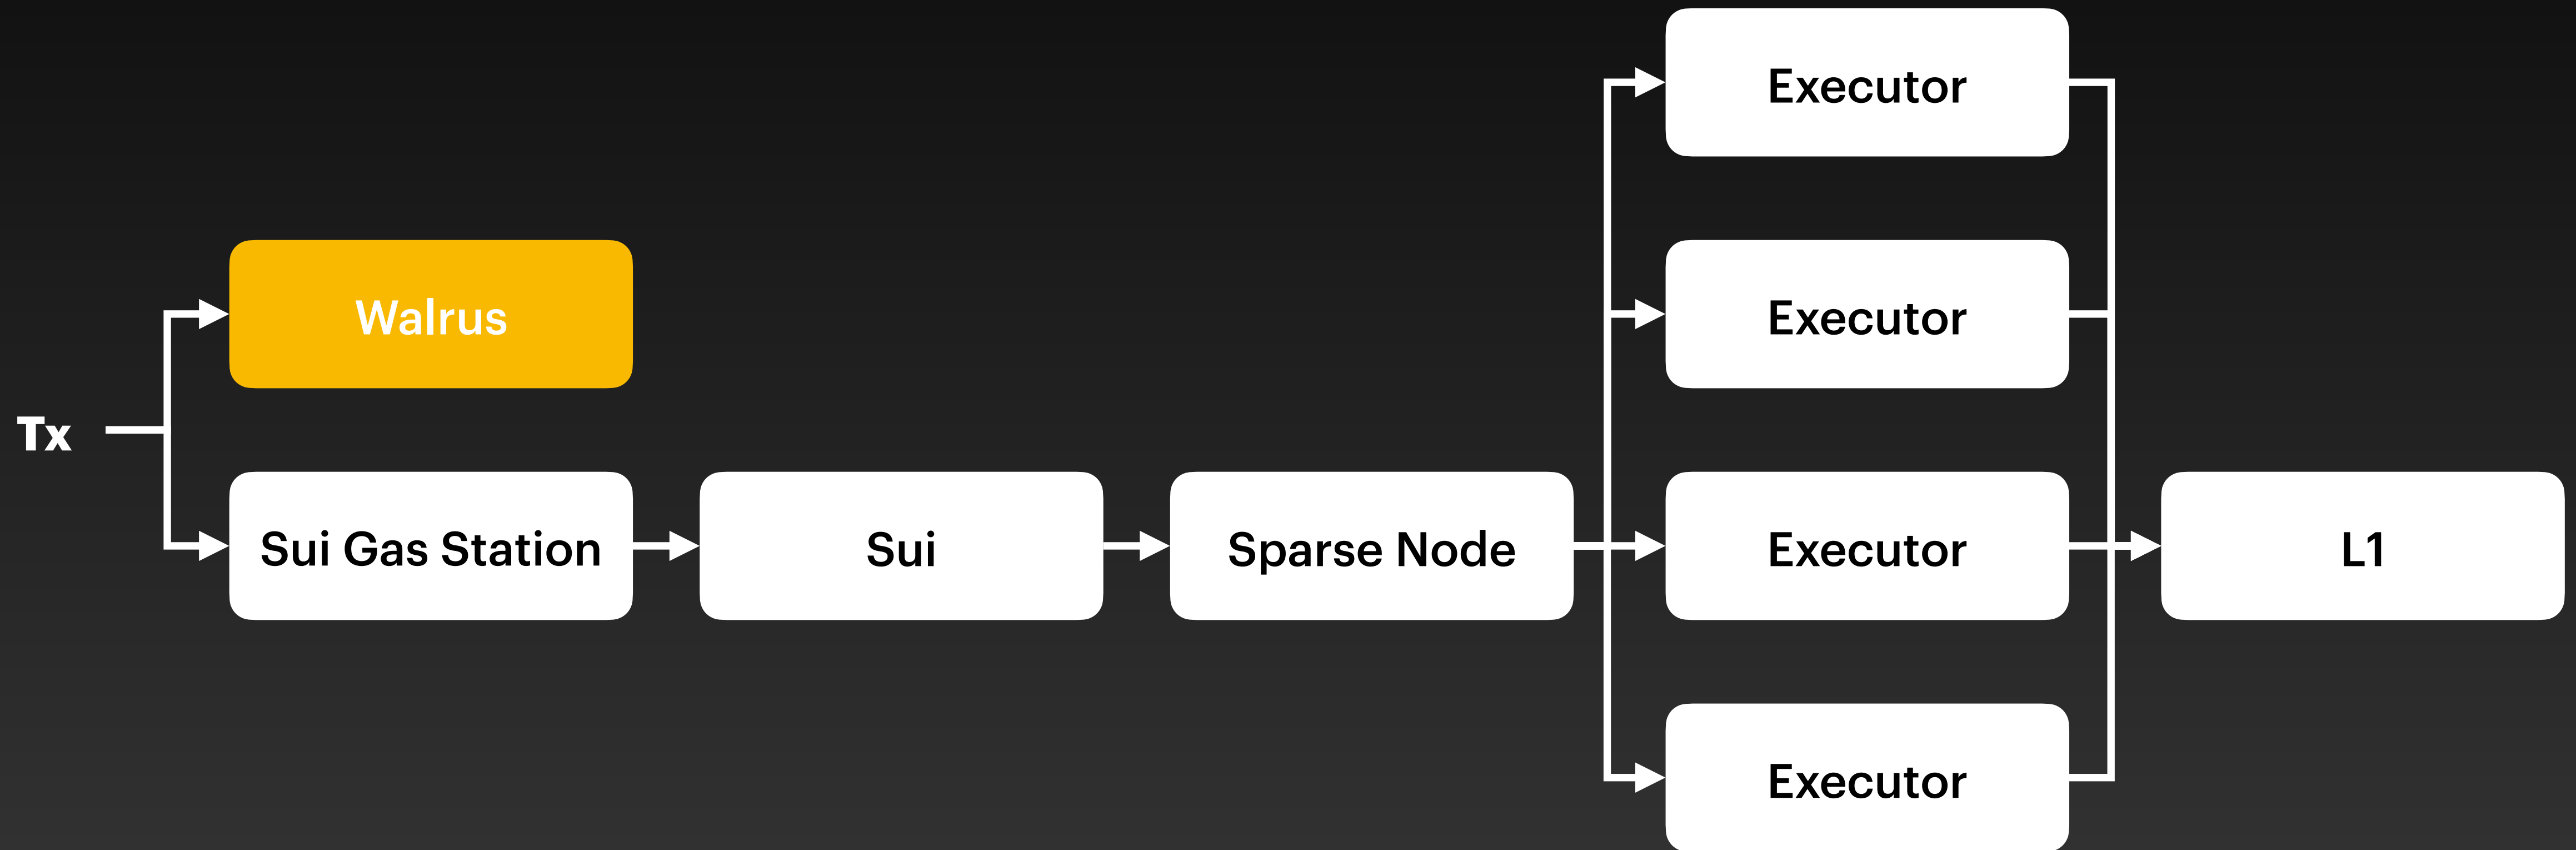 Tx
Walrus
Sui Gas Station
Sui
Sparse Node
Executor
Executor
Executor
Executor
L1